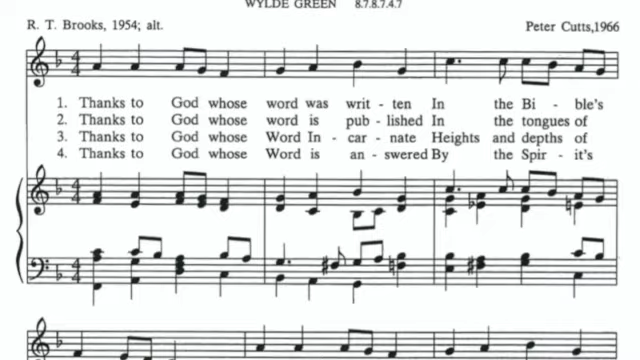 WYLDE GREEN 8.7.8.7.4.7
R. T. Brooks, 1954; alt.
Peter Cutts, 1966
1. Thanks to God whose word was writ - ten In the Bi - ble's
2. Thanks to God whose word is pub - lished In the tongues of
3. Thanks to God whose Word In - car - nate Heights and depths of
4. Thanks to God whose Word is an - swered By the Spir - it's